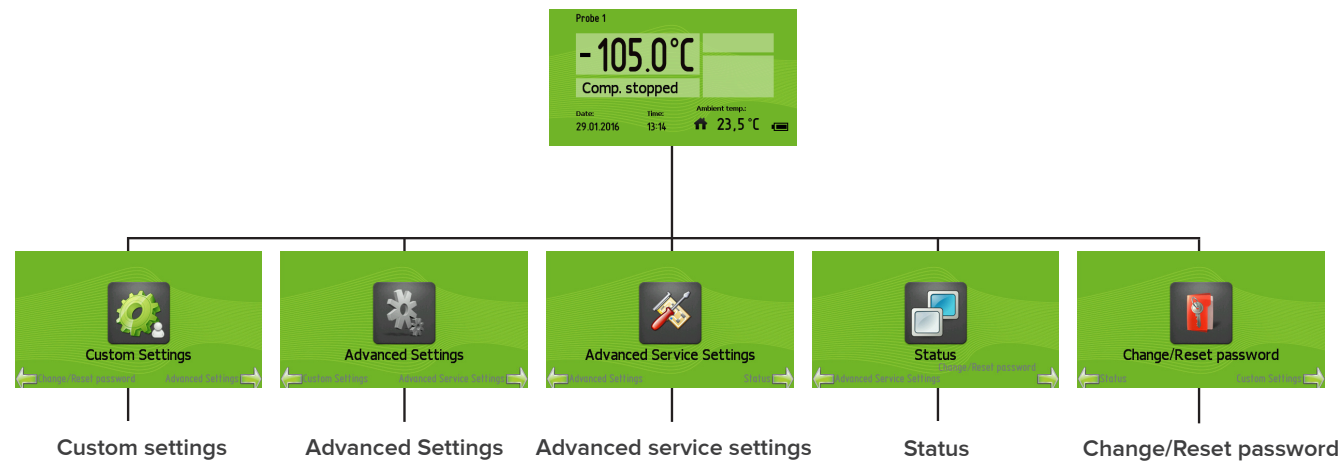 Probe 1
-105.0°C
Comp. stopped
Ambient temp.:
Date: Time:
29.01.2016 13:14 23,5 °C
Custom Settings
Change/Reset password Advanced Settings
Advanced Settings
Custom Settings Advanced Service Settings
Advanced Service Settings
Advanced Settings Status
Status
Change/Reset password
Advanced Service Settings
Change/Reset password
Status Custom Settings
Custom settings
Advanced Settings
Advanced service settings
Status
Change/Reset password